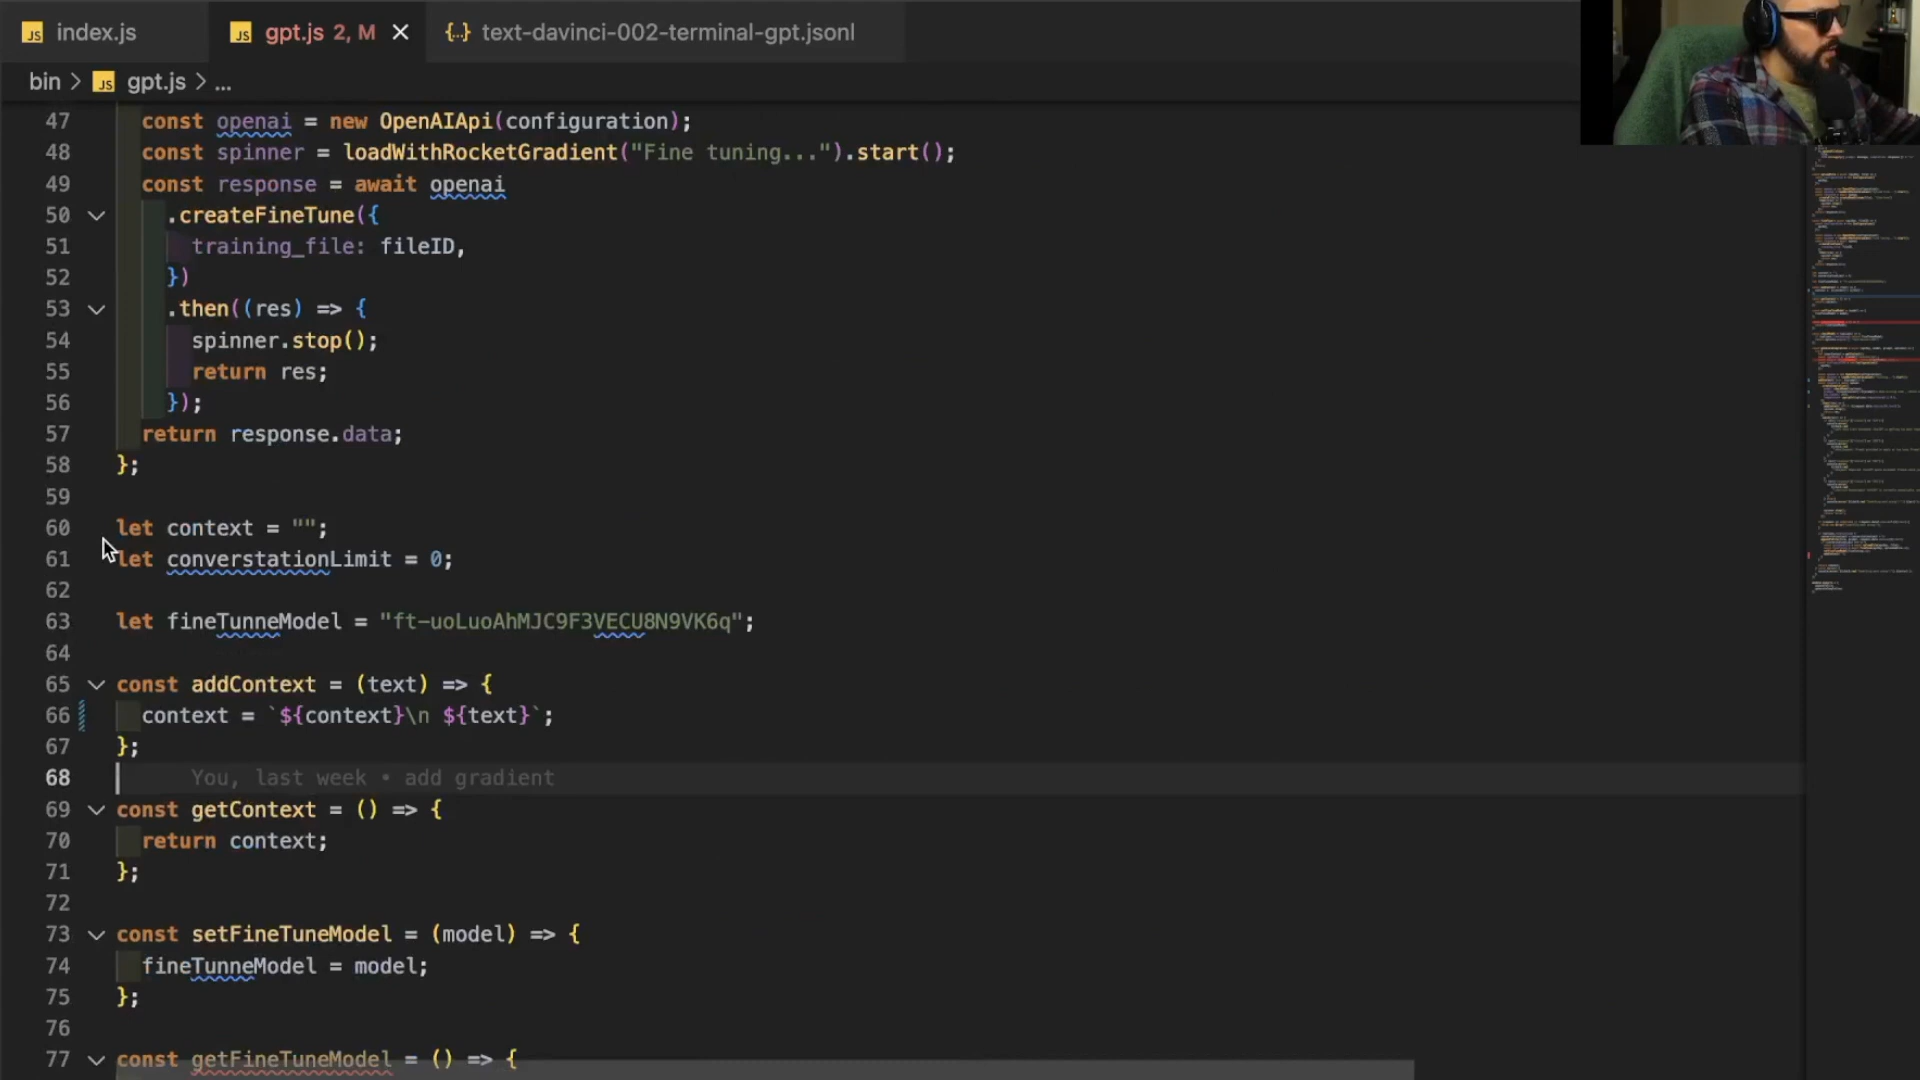 JS index.js
JS gpt.js 2, M ×
{··} text-davinci-002-terminal-gpt.jsonl
bin > JS gpt.js > ...
47 const openai = new OpenAIApi(configuration);
48 const spinner = loadWithRocketGradient("Fine tuning...").start();
49 const response = await openai
50 .createFineTune({
51 training_file: fileID,
52 })
53 .then((res) => {
54 spinner.stop();
55 return res;
56 });
57 return response.data;
58 };
59
60 let context = "";
61 let converstationLimit = 0;
62
63 let fineTunneModel = "ft-uoLuoAhMJC9F3VECU8N9VK6q";
64
65 const addContext = (text) => {
66 context = `${context}\n ${text}`;
67 };
68 You, last week • add gradient
69 const getContext = () => {
70 return context;
71 };
72
73 const setFineTuneModel = (model) => {
74 fineTunneModel = model;
75 };
76
77 const getFineTuneModel = () => {